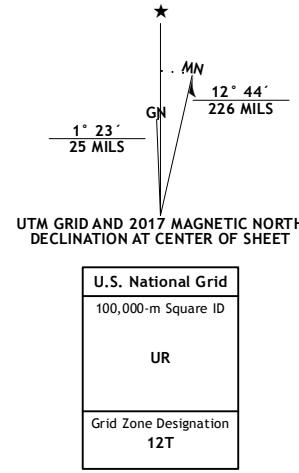 ★
MN
GN
12° 44´
226 MILS
1° 23´
25 MILS
UTM GRID AND 2017 MAGNETIC NORTH
DECLINATION AT CENTER OF SHEET
U.S. National Grid
100,000-m Square ID
UR
Grid Zone Designation
12T